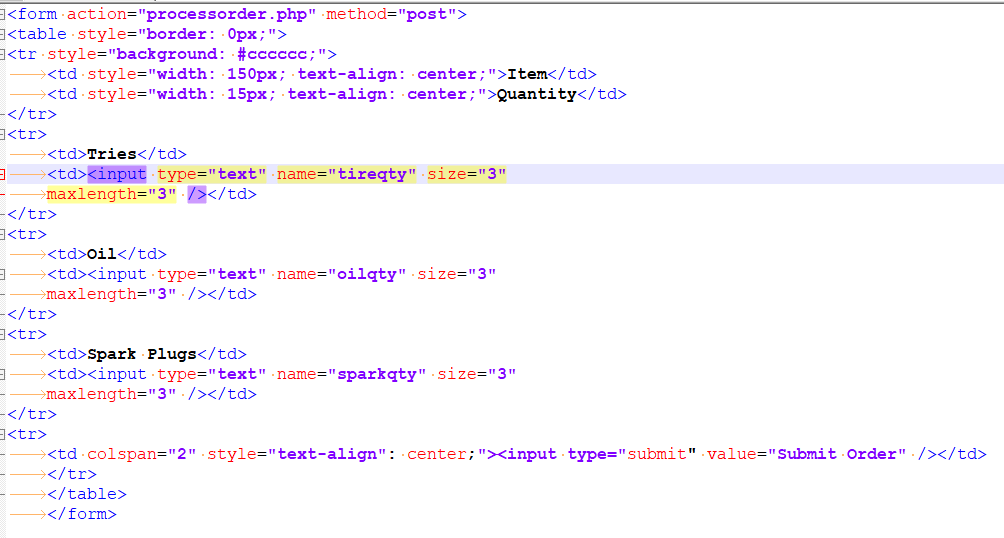 <form action="processorder.php" method="post">
<table style="border: 0px;">
<tr style="background: #cccccc;">
<td style="width: 150px; text-align: center;">Item</td>
<td style="width: 15px; text-align: center;">Quantity</td>
</tr>
<tr>
<td>Tries</td>
<td><input type="text" name="tireqty" size="3"
maxlength="3" /></td>
</tr>
<tr>
<td>Oil</td>
<td><input type="text" name="oilqty" size="3"
maxlength="3" /></td>
</tr>
<tr>
<td>Spark Plugs</td>
<td><input type="text" name="sparkqty" size="3"
maxlength="3" /></td>
</tr>
<tr>
<td colspan="2" style="text-align": center;"><input type="submit" value="Submit Order" /></td>
</tr>
</table>
</form>